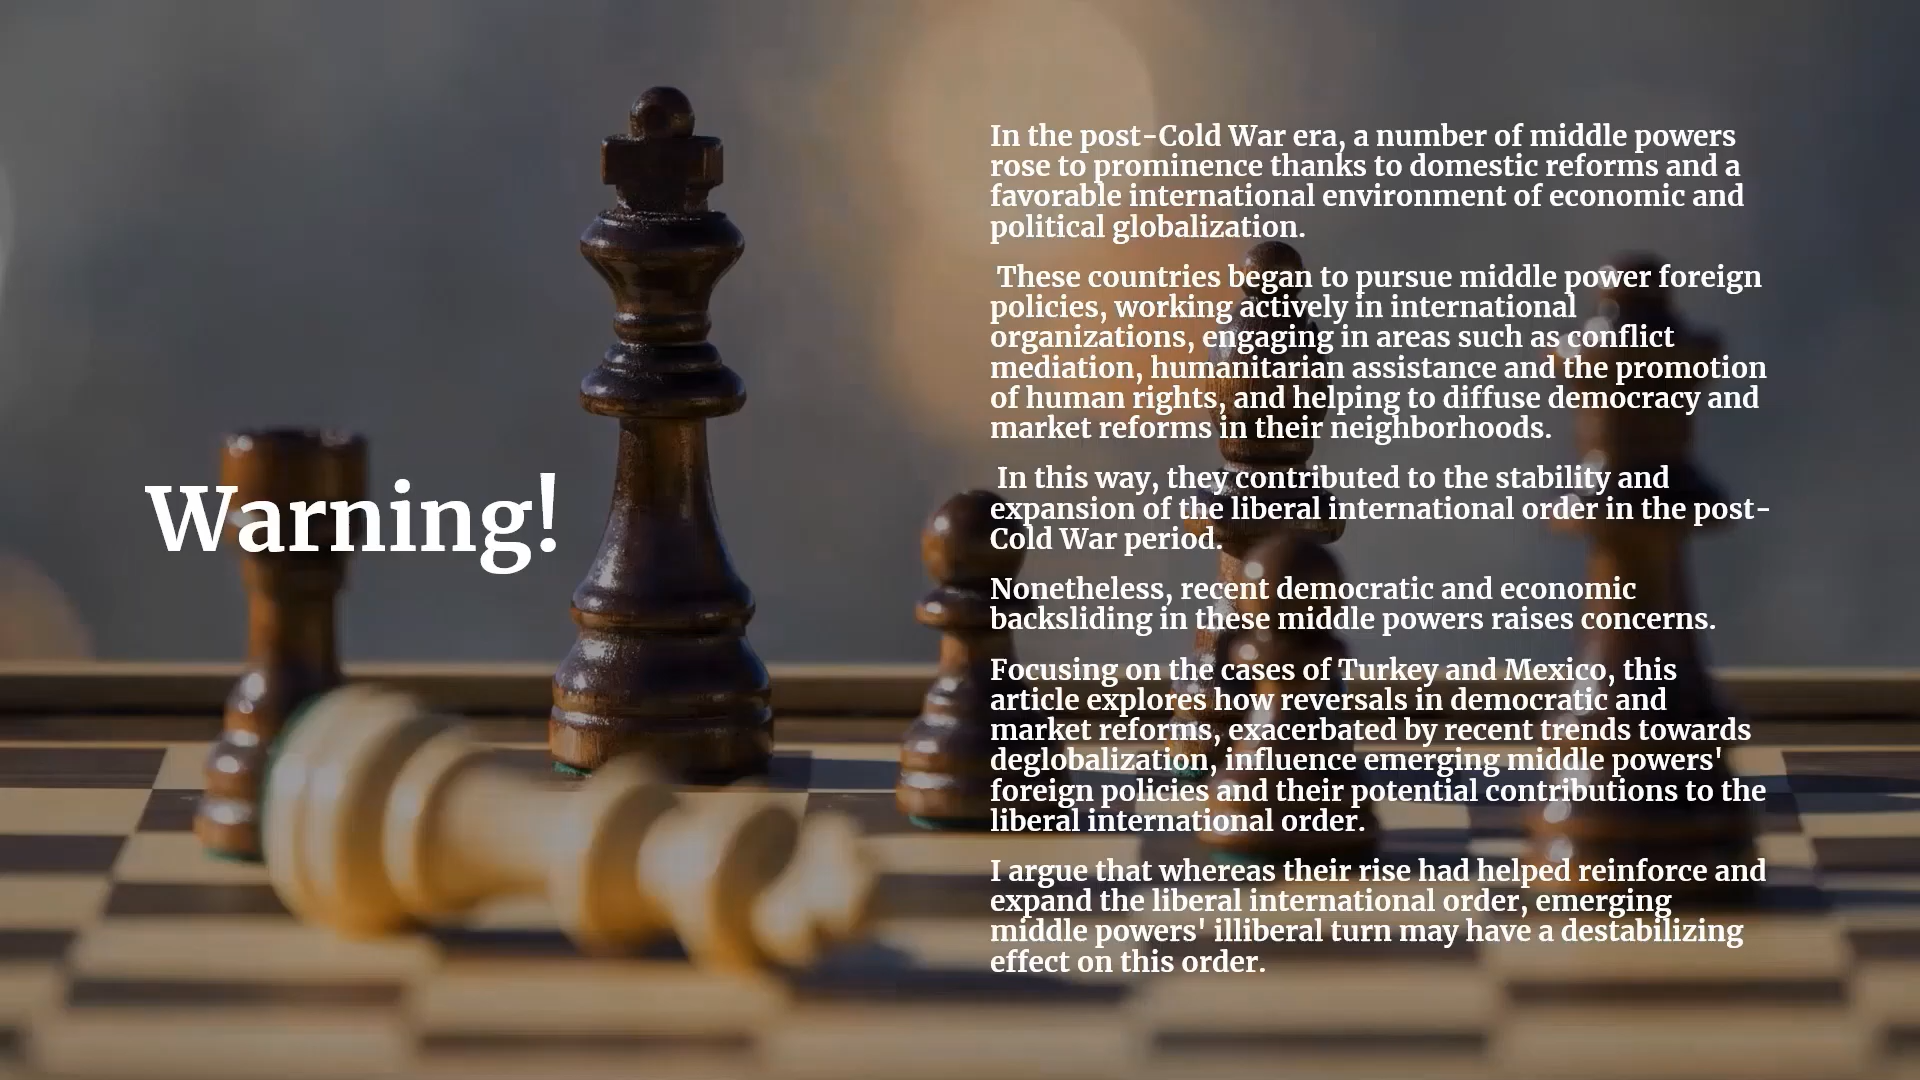 Warning!
In the post-Cold War era, a number of middle powers
rose to prominence thanks to domestic reforms and a
favorable international environment of economic and
political globalization.
These countries began to pursue middle power foreign
policies, working actively in international
organizations, engaging in areas such as conflict
mediation, humanitarian assistance and the promotion
of human rights, and helping to diffuse democracy and
market reforms in their neighborhoods.
In this way, they contributed to the stability and
expansion of the liberal international order in the post-
Cold War period.
Nonetheless, recent democratic and economic
backsliding in these middle powers raises concerns.
Focusing on the cases of Turkey and Mexico, this
article explores how reversals in democratic and
market reforms, exacerbated by recent trends towards
deglobalization, influence emerging middle powers'
foreign policies and their potential contributions to the
liberal international order.
I argue that whereas their rise had helped reinforce and
expand the liberal international order, emerging
middle powers' illiberal turn may have a destabilizing
effect on this order.